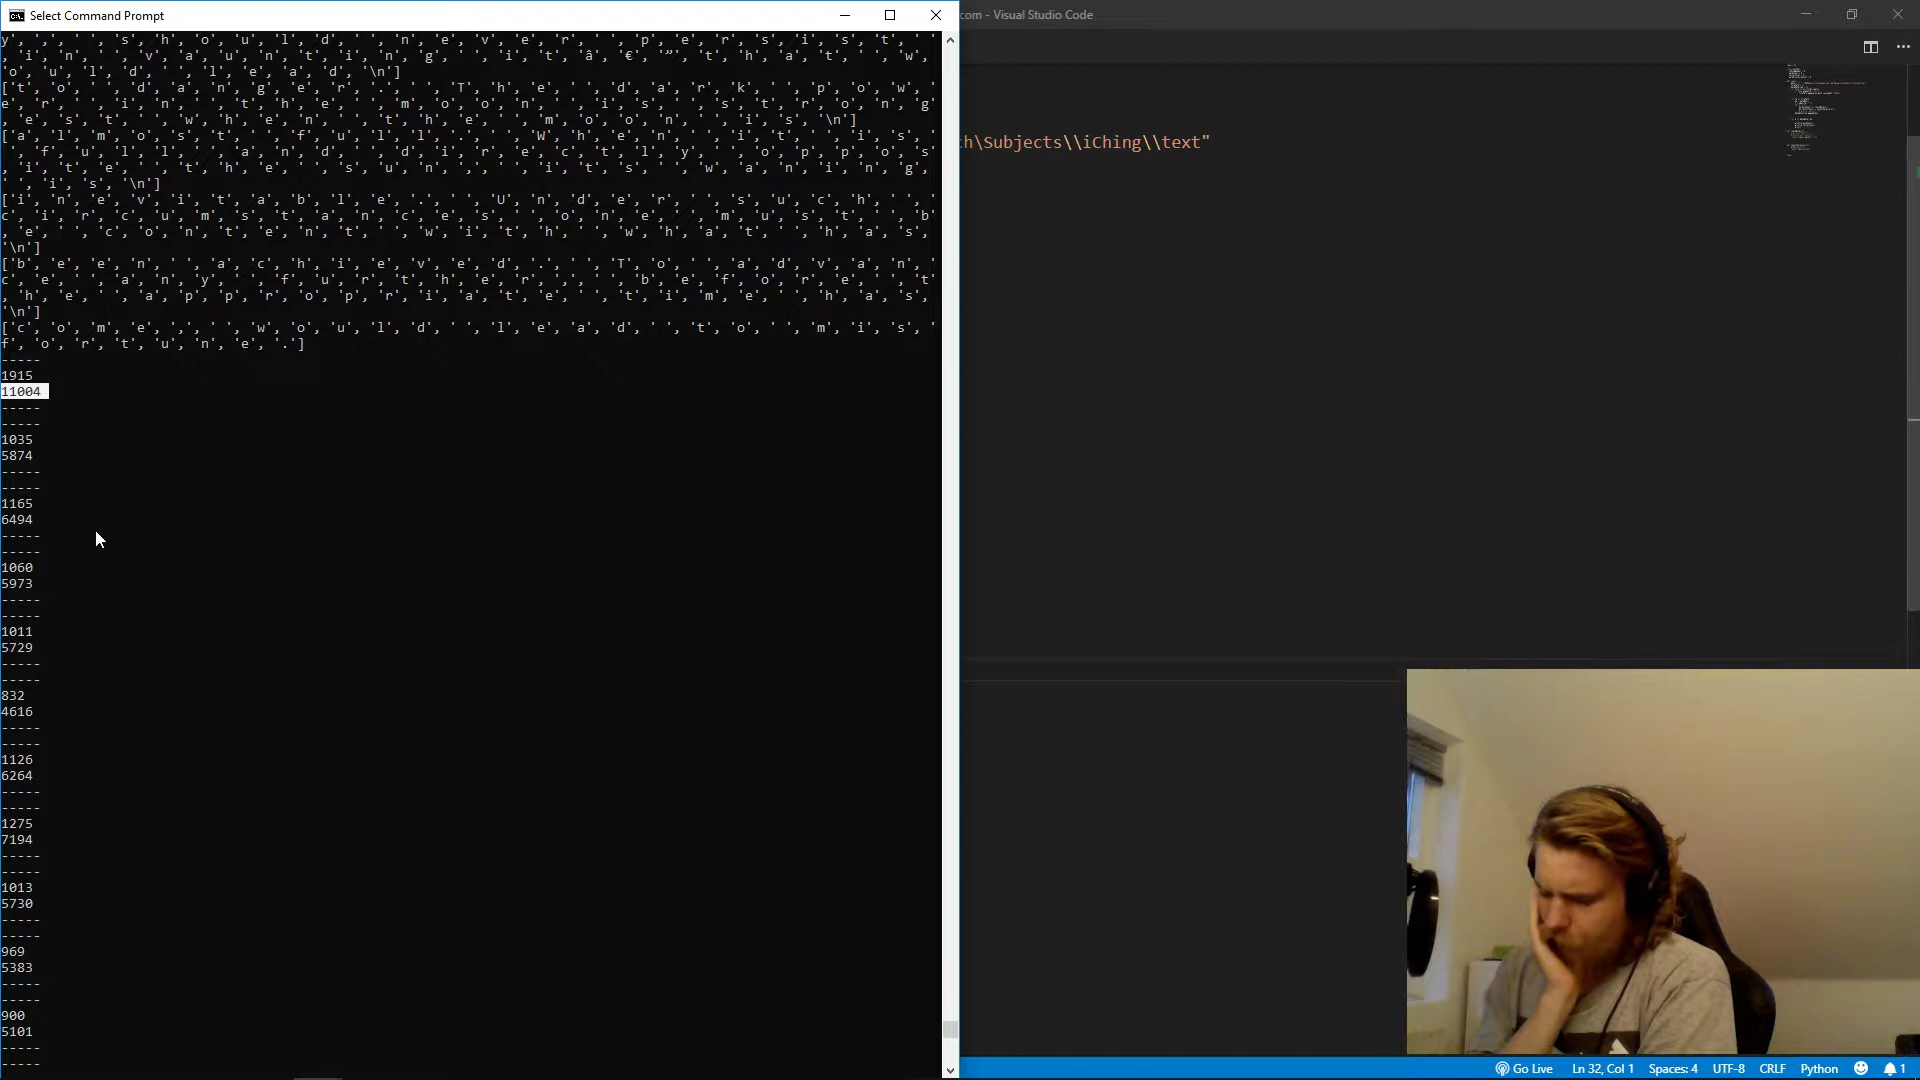 Select Command Prompt
com - Visual Studio Code
y', ',', ' ', 's', 'h', 'o', 'u', 'l', 'd', ' ', 'n', 'e', 'v', 'e', 'r', ' ', 'p', 'e', 'r', 's', 'i', 's', 't', ' '
, 'i', 'n', ' ', 'v', 'a', 'u', 'n', 't', 'i', 'n', 'g', ' ', 'i', 't', 'â', '€', '”', 't', 'h', 'a', 't', ' ', 'w',
'o', 'u', 'l', 'd', ' ', 'l', 'e', 'a', 'd', '\n']
['t', 'o', ' ', 'd', 'a', 'n', 'g', 'e', 'r', '.', ' ', 'T', 'h', 'e', ' ', 'd', 'a', 'r', 'k', ' ', 'p', 'o', 'w', '
e', 'r', ' ', 'i', 'n', ' ', 't', 'h', 'e', ' ', 'm', 'o', 'o', 'n', ' ', 'i', 's', ' ', 's', 't', 'r', 'o', 'n', 'g'
, 'e', 's', 't', ' ', 'w', 'h', 'e', 'n', ' ', 't', 'h', 'e', ' ', 'm', 'o', 'o', 'n', ' ', 'i', 's', '\n']
['a', 'l', 'm', 'o', 's', 't', ' ', 'f', 'u', 'l', 'l', '.', ' ', 'W', 'h', 'e', 'n', ' ', 'i', 't', ' ', 'i', 's', '
 ', 'f', 'u', 'l', 'l', ' ', 'a', 'n', 'd', ' ', 'd', 'i', 'r', 'e', 'c', 't', 'l', 'y', ' ', 'o', 'p', 'p', 'o', 's'
, 'i', 't', 'e', ' ', 't', 'h', 'e', ' ', 's', 'u', 'n', ',', ' ', 'i', 't', 's', ' ', 'w', 'a', 'n', 'i', 'n', 'g',
' ', 'i', 's', '\n']
['i', 'n', 'e', 'v', 'i', 't', 'a', 'b', 'l', 'e', '.', ' ', 'U', 'n', 'd', 'e', 'r', ' ', 's', 'u', 'c', 'h', ' ', '
c', 'i', 'r', 'c', 'u', 'm', 's', 't', 'a', 'n', 'c', 'e', 's', ' ', 'o', 'n', 'e', ' ', 'm', 'u', 's', 't', ' ', 'b'
, 'e', ' ', 'c', 'o', 'n', 't', 'e', 'n', 't', ' ', 'w', 'i', 't', 'h', ' ', 'w', 'h', 'a', 't', ' ', 'h', 'a', 's',
'\n']
['b', 'e', 'e', 'n', ' ', 'a', 'c', 'h', 'i', 'e', 'v', 'e', 'd', '.', ' ', 'T', 'o', ' ', 'a', 'd', 'v', 'a', 'n', '
c', 'e', ' ', 'a', 'n', 'y', ' ', 'f', 'u', 'r', 't', 'h', 'e', 'r', ',', ' ', 'b', 'e', 'f', 'o', 'r', 'e', ' ', 't'
, 'h', 'e', ' ', 'a', 'p', 'p', 'r', 'o', 'p', 'r', 'i', 'a', 't', 'e', ' ', 't', 'i', 'm', 'e', ' ', 'h', 'a', 's',
'\n']
['c', 'o', 'm', 'e', ',', ' ', 'w', 'o', 'u', 'l', 'd', ' ', 'l', 'e', 'a', 'd', ' ', 't', 'o', ' ', 'm', 'i', 's', '
f', 'o', 'r', 't', 'u', 'n', 'e', '.']
-----
1915
11004
-----
-----
1035
5874
-----
-----
1165
6494
-----
-----
1060
5973
-----
-----
1011
5729
-----
-----
832
4616
-----
-----
1126
6264
-----
-----
1275
7194
-----
-----
1013
5730
-----
-----
969
5383
-----
-----
900
5101
-----
-----
ch\Subjects\\iChing\\text"
Go Live Ln 32, Col 1 Spaces: 4 UTF-8 CRLF Python 1